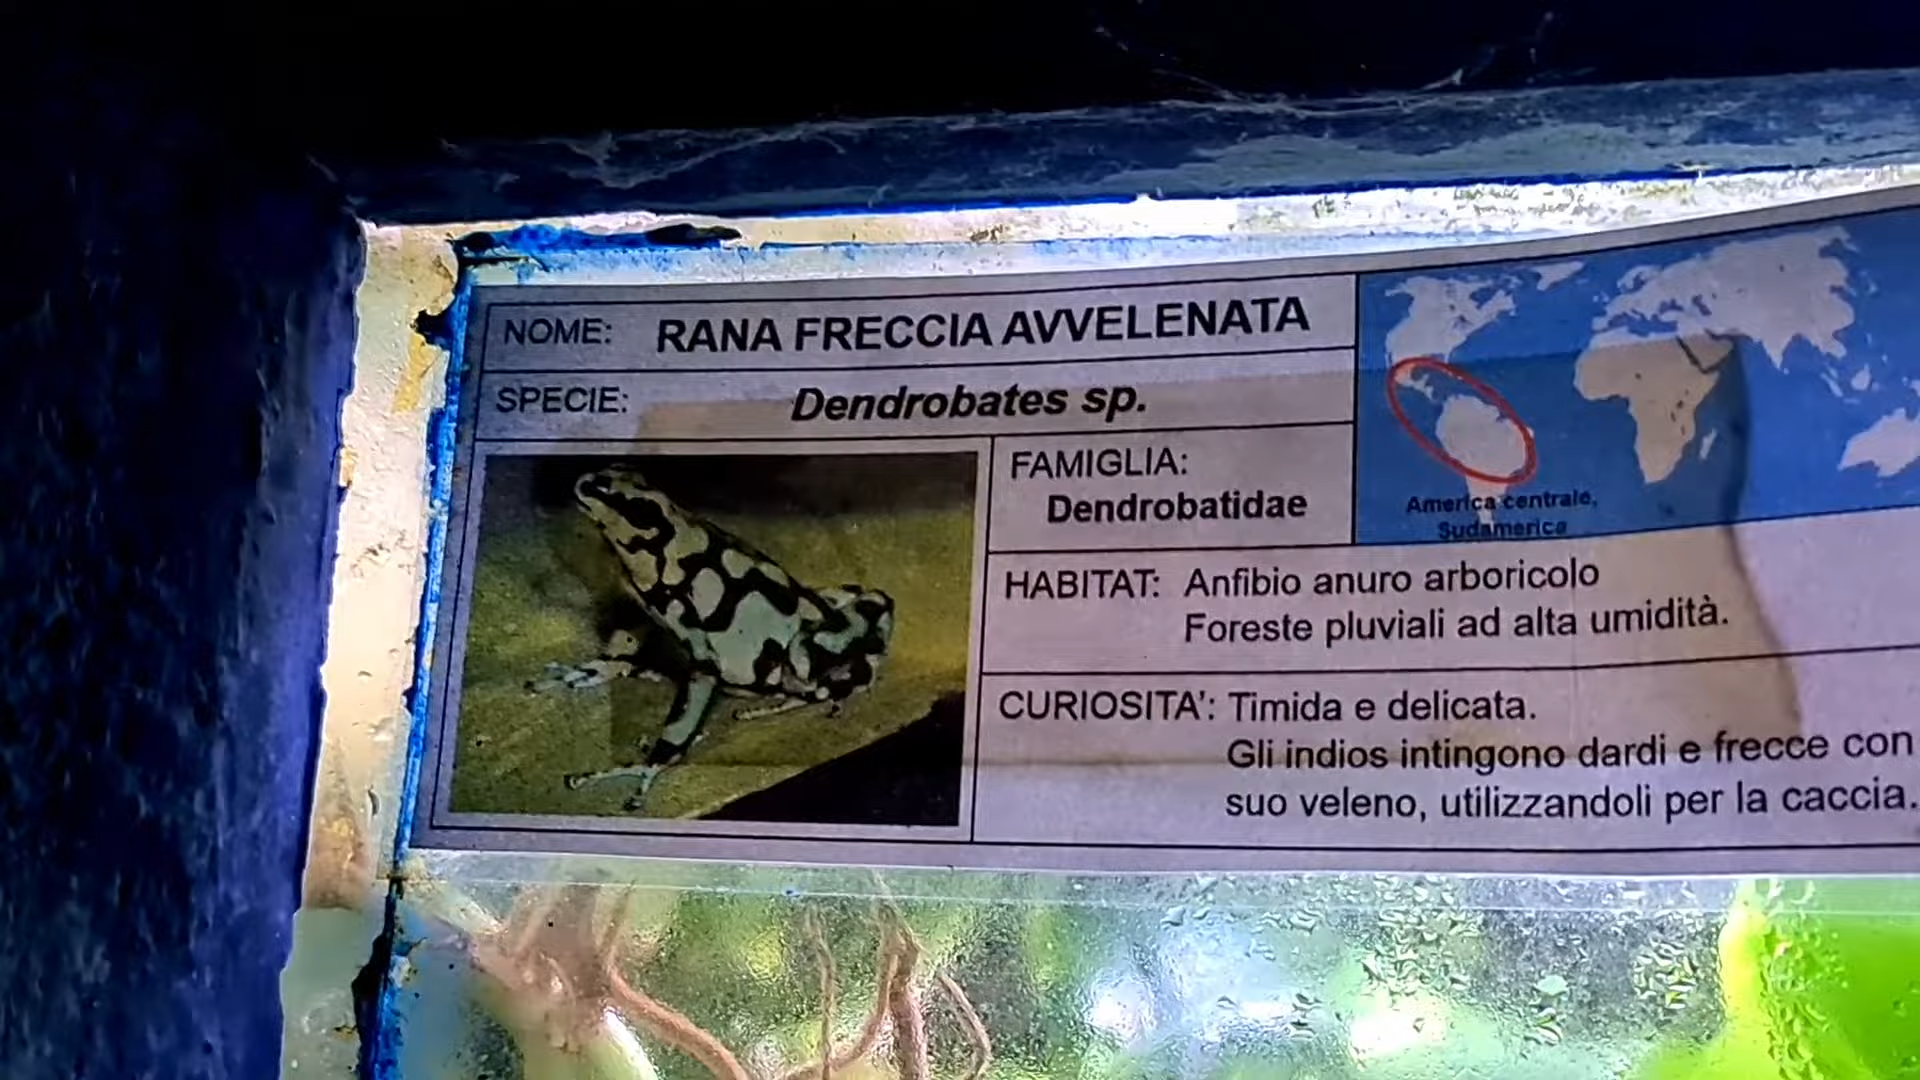 NOME: RANA FRECCIA AVVELENATA
SPECIE: Dendrobates sp.
FAMIGLIA:
Dendrobatidae
America centrale,
Sudamerica
HABITAT: Anfibio anuro arboricolo
Foreste pluviali ad alta umidità.
CURIOSITA': Timida e delicata.
Gli indios intingono dardi e frecce con
suo veleno, utilizzandoli per la caccia.